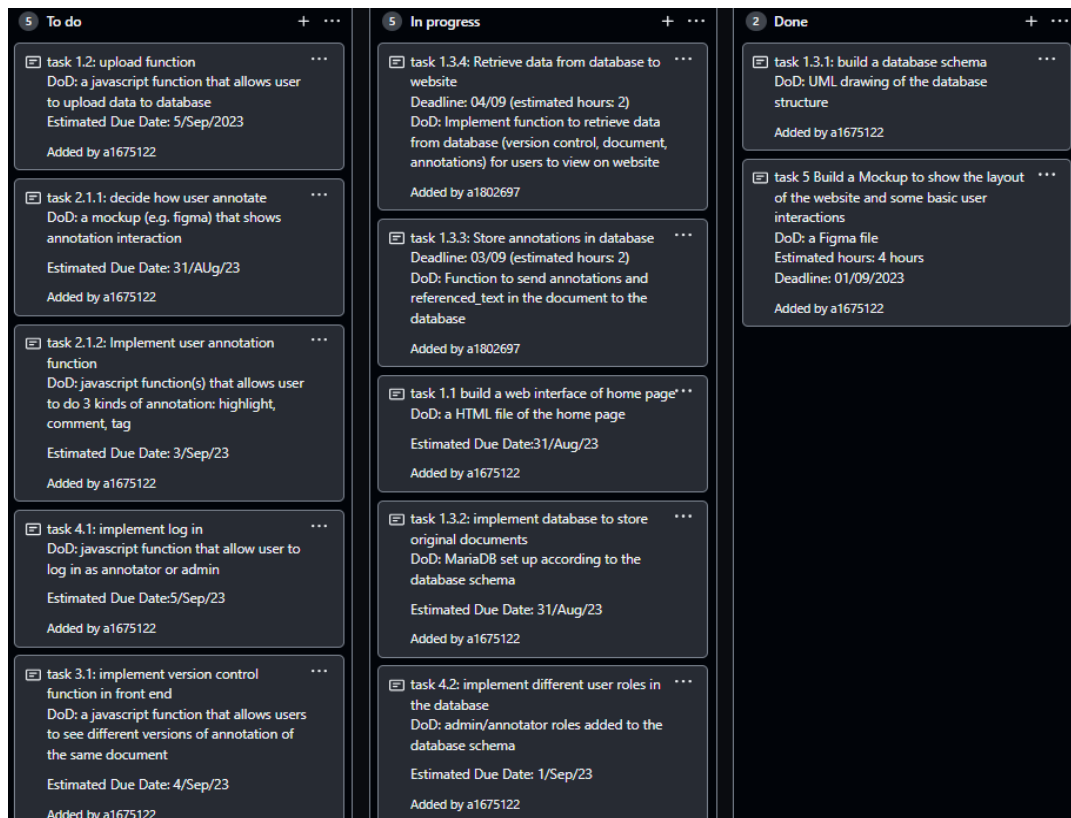 5 To do + ...
task 1.2: upload function ...
DoD: a javascript function that allows user
to upload data to database
Estimated Due Date: 5/Sep/2023
Added by a1675122
task 2.1.1: decide how user annotate ...
DoD: a mockup (e.g. figma) that shows
annotation interaction
Estimated Due Date: 31/AUg/23
Added by a1675122
task 2.1.2: Implement user annotation ...
function
DoD: javascript function(s) that allows user
to do 3 kinds of annotation: highlight,
comment, tag
Estimated Due Date: 3/Sep/23
Added by a1675122
task 4.1: implement log in ...
DoD: javascript function that allow user to
log in as annotator or admin
Estimated Due Date:5/Sep/23
Added by a1675122
task 3.1: implement version control ...
function in front end
DoD: a javascript function that allows users
to see different versions of annotation of
the same document
Estimated Due Date: 4/Sep/23
Added by a1675122
5 In progress + ...
task 1.3.4: Retrieve data from database to ...
website
Deadline: 04/09 (estimated hours: 2)
DoD: Implement function to retrieve data
from database (version control, document,
annotations) for users to view on website
Added by a1802697
task 1.3.3: Store annotations in database ...
Deadline: 03/09 (estimated hours: 2)
DoD: Function to send annotations and
referenced_text in the document to the
database
Added by a1802697
task 1.1 build a web interface of home page ...
DoD: a HTML file of the home page
Estimated Due Date:31/Aug/23
Added by a1675122
task 1.3.2: implement database to store ...
original documents
DoD: MariaDB set up according to the
database schema
Estimated Due Date: 31/Aug/23
Added by a1675122
task 4.2: implement different user roles in ...
the database
DoD: admin/annotator roles added to the
database schema
Estimated Due Date: 1/Sep/23
Added by a1675122
2 Done + ...
task 1.3.1: build a database schema ...
DoD: UML drawing of the database
structure
Added by a1675122
task 5 Build a Mockup to show the layout ...
of the website and some basic user
interactions
DoD: a Figma file
Estimated hours: 4 hours
Deadline: 01/09/2023
Added by a1675122